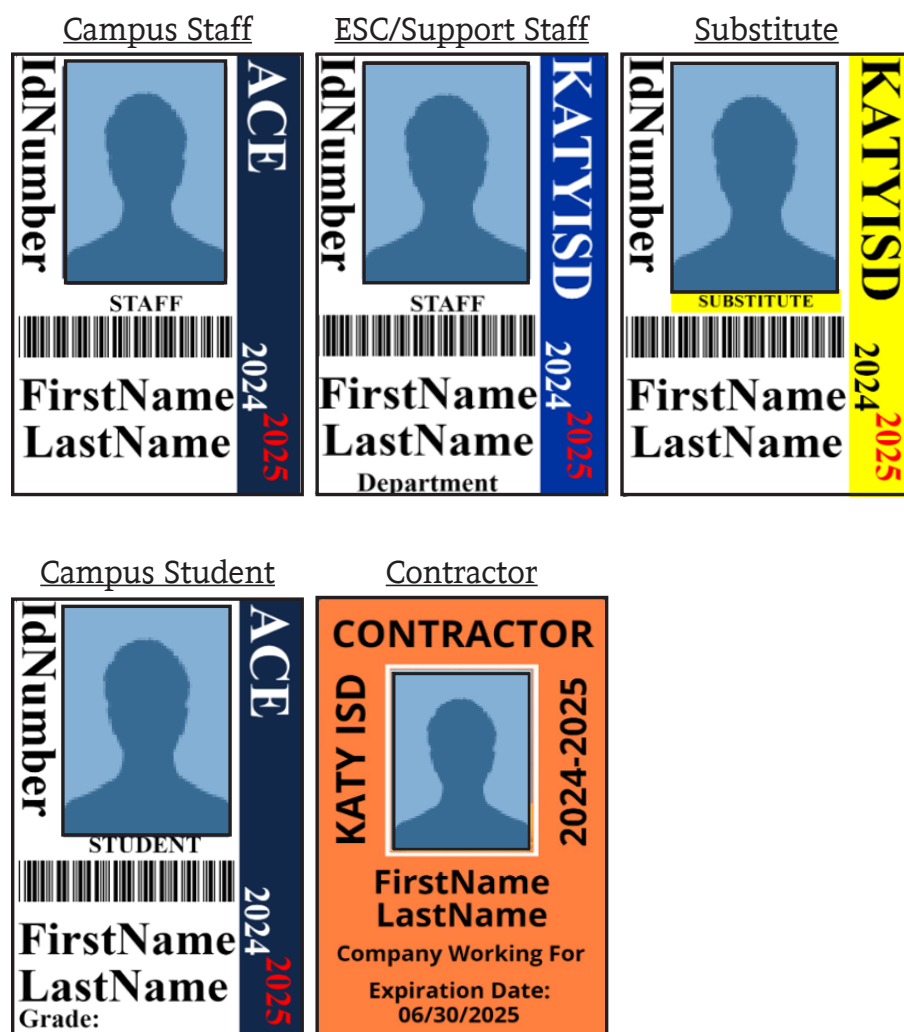 Campus Staff
IdNumber
ACE
STAFF
2024
2025
FirstName
LastName
ESC/Support Staff
IdNumber
KATYISD
STAFF
2024
2025
FirstName
LastName
Department
Substitute
IdNumber
KATYISD
SUBSTITUTE
2024
2025
FirstName
LastName
Campus Student
IdNumber
ACE
STUDENT
2024
2025
FirstName
LastName
Grade:
Contractor
CONTRACTOR
KATY ISD
2024-2025
FirstName
LastName
Company Working For
Expiration Date:
06/30/2025